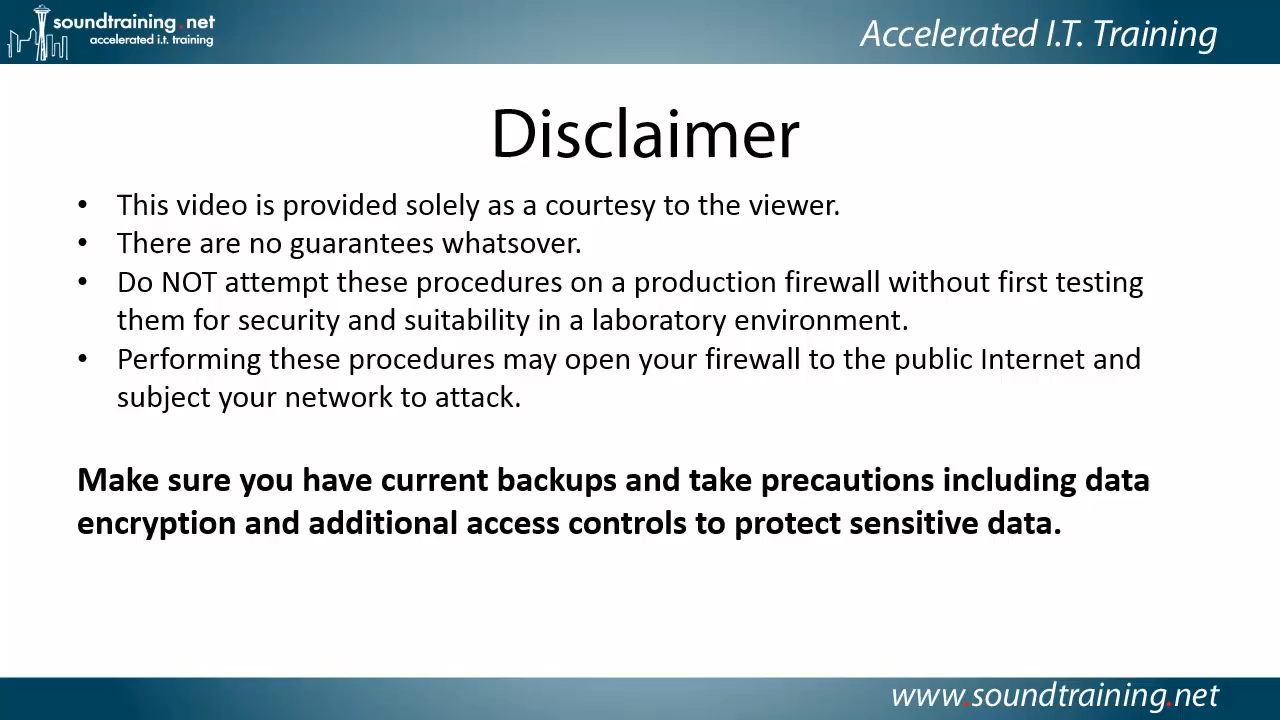 soundtraining.net
accelerated i.t. training
Accelerated I.T. Training
Disclaimer
• This video is provided solely as a courtesy to the viewer.
• There are no guarantees whatsover.
• Do NOT attempt these procedures on a production firewall without first testing
them for security and suitability in a laboratory environment.
• Performing these procedures may open your firewall to the public Internet and
subject your network to attack.
Make sure you have current backups and take precautions including data
encryption and additional access controls to protect sensitive data.
www.soundtraining.net